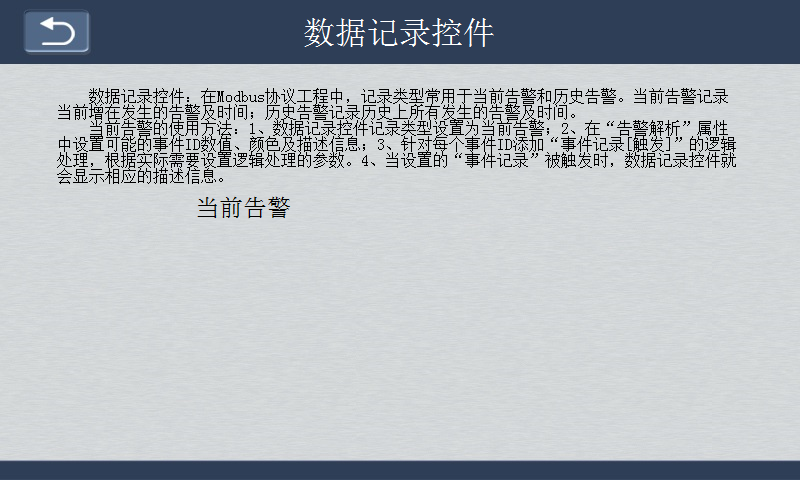 数据记录控件
数据记录控件：在Modbus协议工程中，记录类型常用于当前告警和历史告警。当前告警记录
当前增在发生的告警及时间；历史告警记录历史上所有发生的告警及时间。
当前告警的使用方法：1、数据记录控件记录类型设置为当前告警；2、在“告警解析”属性
中设置可能的事件ID数值、颜色及描述信息；3、针对每个事件ID添加“事件记录[触发]”的逻辑
处理，根据实际需要设置逻辑处理的参数。4、当设置的“事件记录”被触发时，数据记录控件就
会显示相应的描述信息。
当前告警